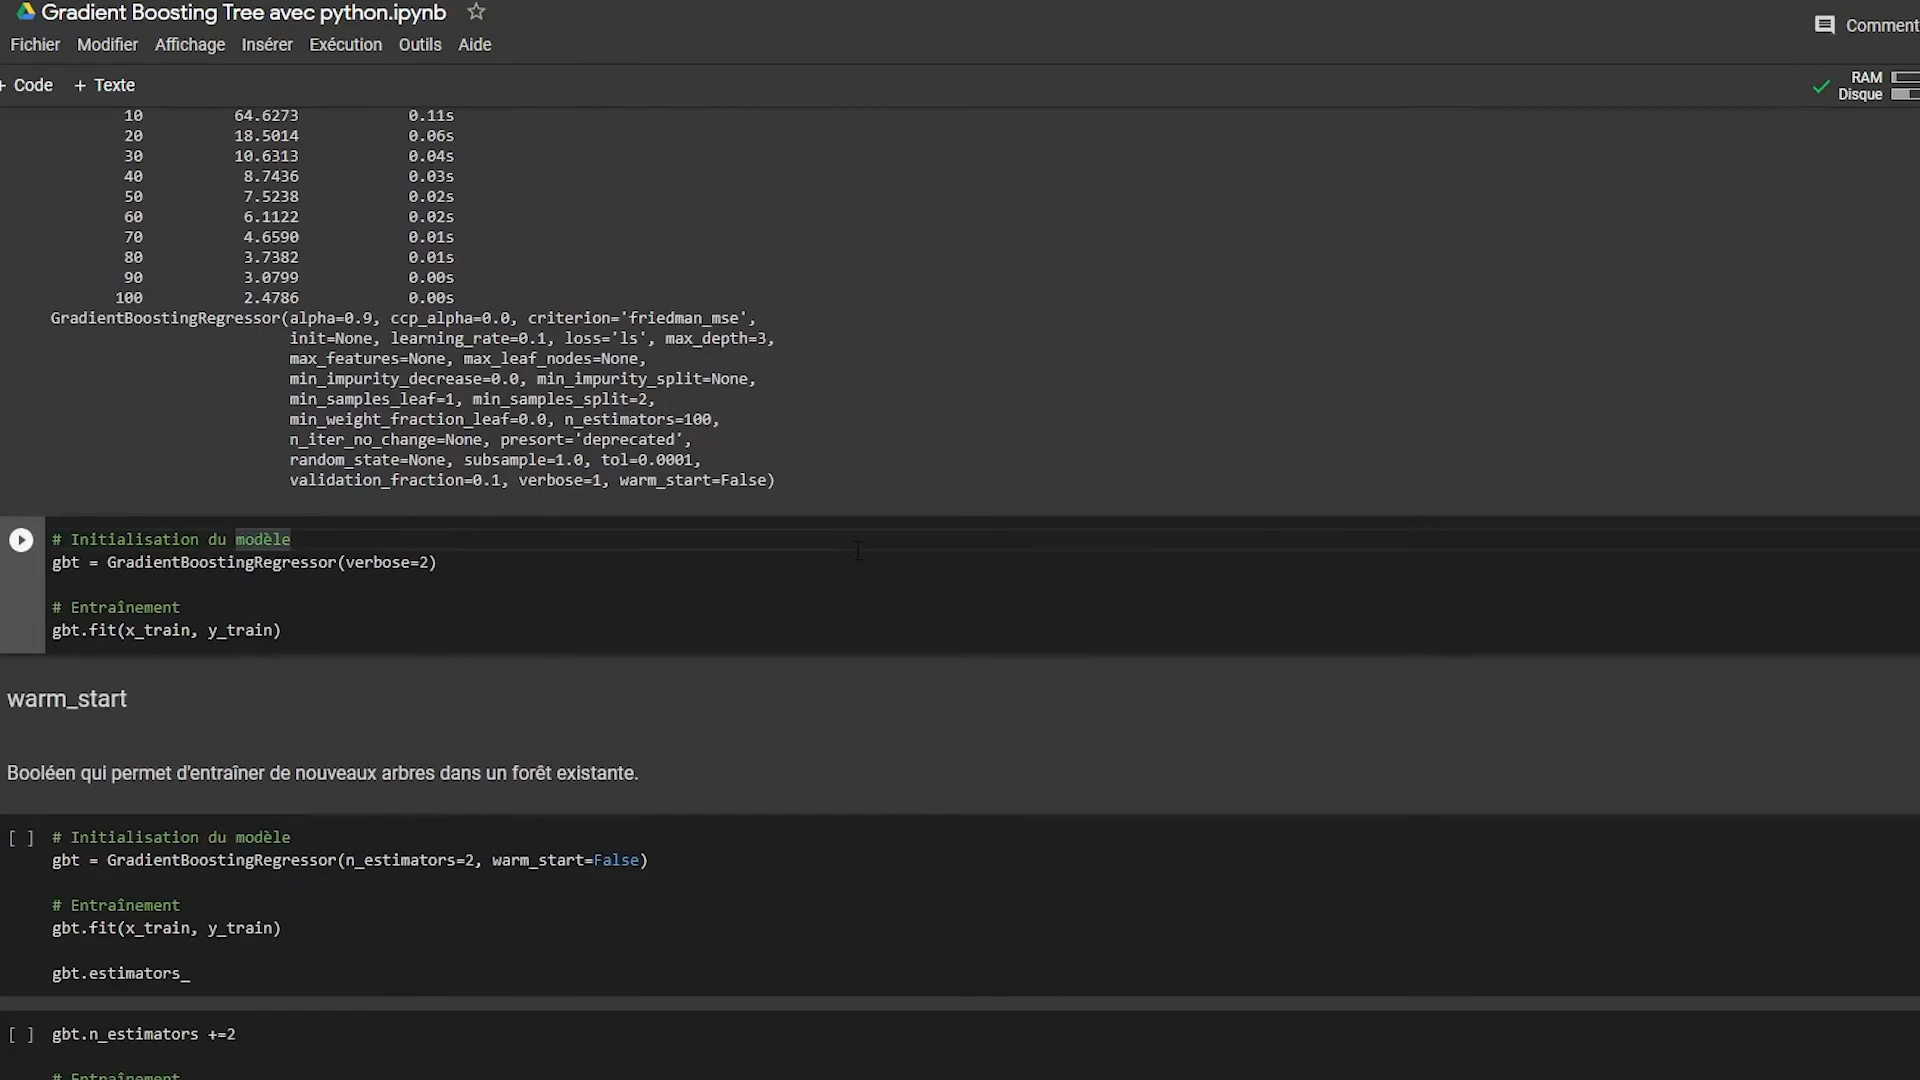 Gradient Boosting Tree avec python.ipynb
Comment
Fichier Modifier Affichage Insérer Exécution Outils Aide
+ Code + Texte
RAM
Disque
10 64.6273 0.11s
20 18.5014 0.06s
30 10.6313 0.04s
40 8.7436 0.03s
50 7.5238 0.02s
60 6.1122 0.02s
70 4.6590 0.01s
80 3.7382 0.01s
90 3.0799 0.00s
100 2.4786 0.00s
GradientBoostingRegressor(alpha=0.9, ccp_alpha=0.0, criterion='friedman_mse',
init=None, learning_rate=0.1, loss='ls', max_depth=3,
max_features=None, max_leaf_nodes=None,
min_impurity_decrease=0.0, min_impurity_split=None,
min_samples_leaf=1, min_samples_split=2,
min_weight_fraction_leaf=0.0, n_estimators=100,
n_iter_no_change=None, presort='deprecated',
random_state=None, subsample=1.0, tol=0.0001,
validation_fraction=0.1, verbose=1, warm_start=False)
# Initialisation du modèle
gbt = GradientBoostingRegressor(verbose=2)
# Entraînement
gbt.fit(x_train, y_train)
warm_start
Booléen qui permet d'entraîner de nouveaux arbres dans un forêt existante.
[ ] # Initialisation du modèle
gbt = GradientBoostingRegressor(n_estimators=2, warm_start=False)
# Entraînement
gbt.fit(x_train, y_train)
gbt.estimators_
[ ] gbt.n_estimators +=2
# Entraînement